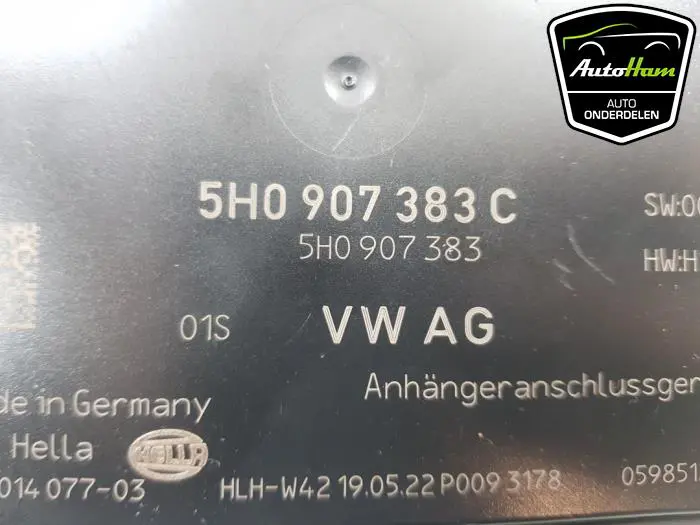 AutoHam
AUTO
ONDERDELEN
5H0 907 383 C
5H0 907 383
SW:00
HW:H
01S VW AG
Anhängeranschlussger
de in Germany
Hella HELLA
014 077-03 HLH-W42 19.05.22 P009 3178 059851